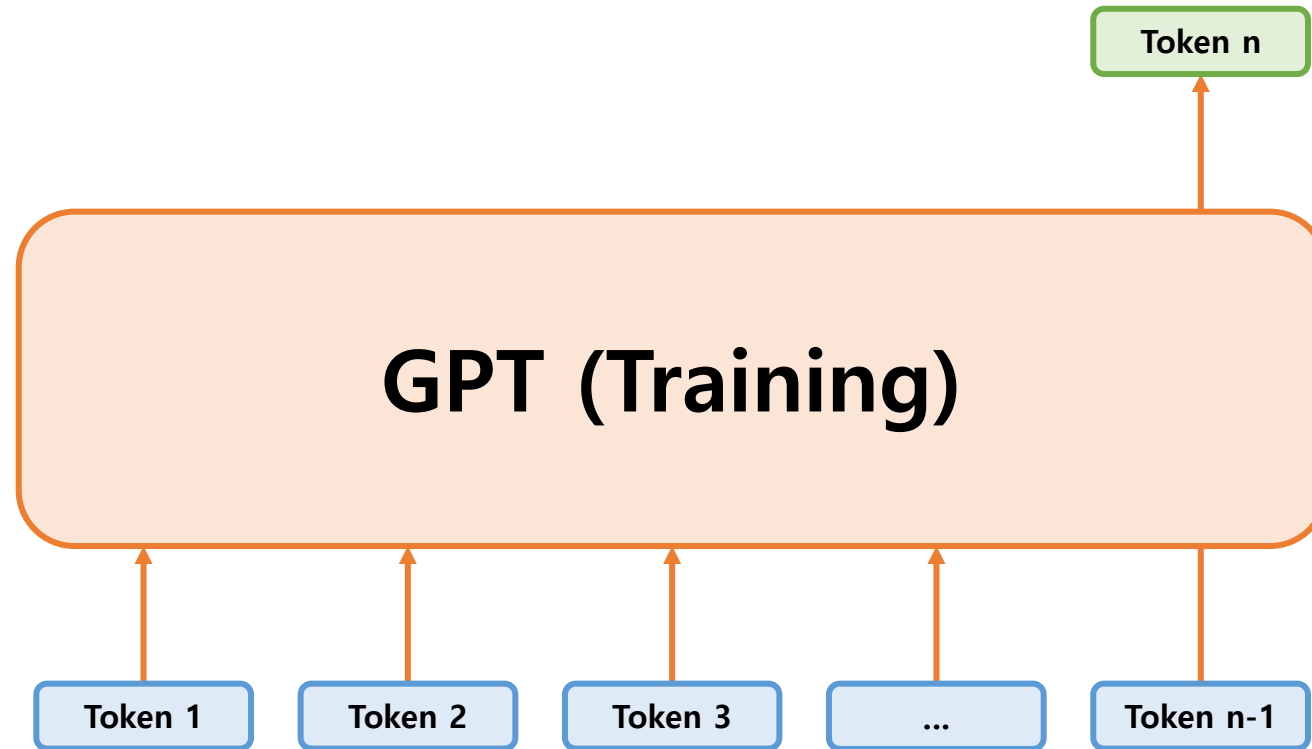 Token n
GPT (Training)
Token 1
Token 2
Token 3
...
Token n-1